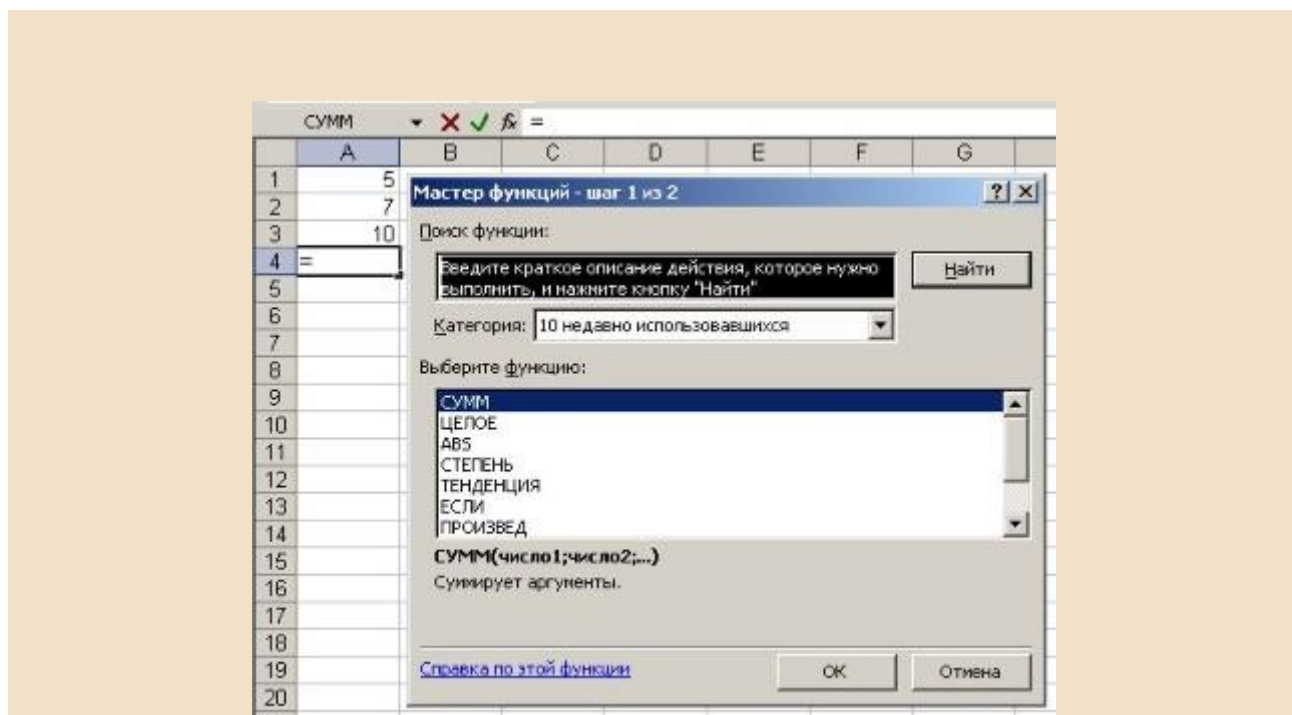 СУММ =
A B C D E F G
1 5
2 7
3 10
4 =
5
6
7
8
9
10
11
12
13
14
15
16
17
18
19
20
Мастер функций - шаг 1 из 2
Поиск функции:
Введите краткое описание действия, которое нужно
выполнить, и нажмите кнопку "Найти"
Найти
Категория: 10 недавно использовавшихся
Выберите функцию:
СУММ
ЦЕЛОЕ
ABS
СТЕПЕНЬ
ТЕНДЕНЦИЯ
ЕСЛИ
ПРОИЗВЕД
СУММ(число1;число2;...)
Суммирует аргументы.
Справка по этой функции
ОК
Отмена